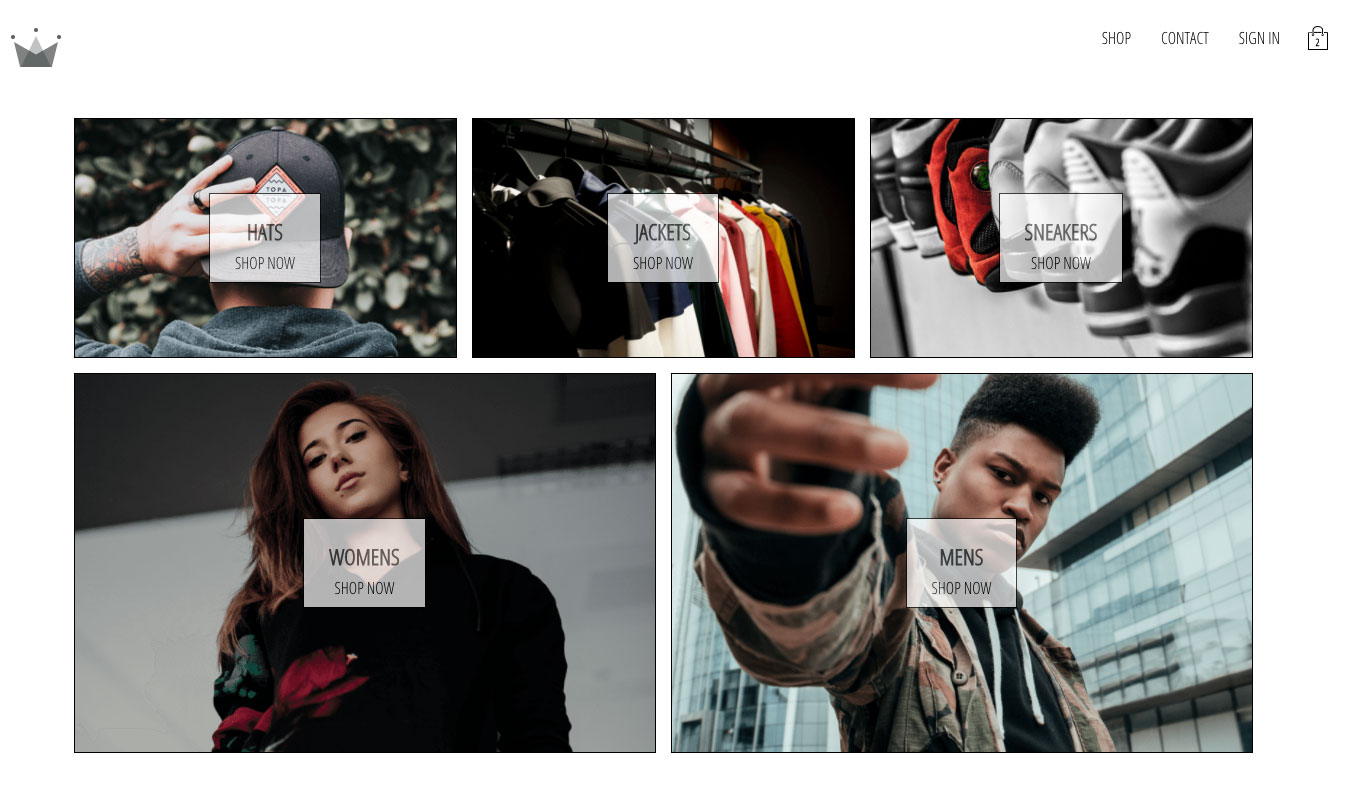 SHOP CONTACT SIGN IN 2
TOPA
TOPA
HATS
SHOP NOW
JACKETS
SHOP NOW
SNEAKERS
SHOP NOW
WOMENS
SHOP NOW
MENS
SHOP NOW